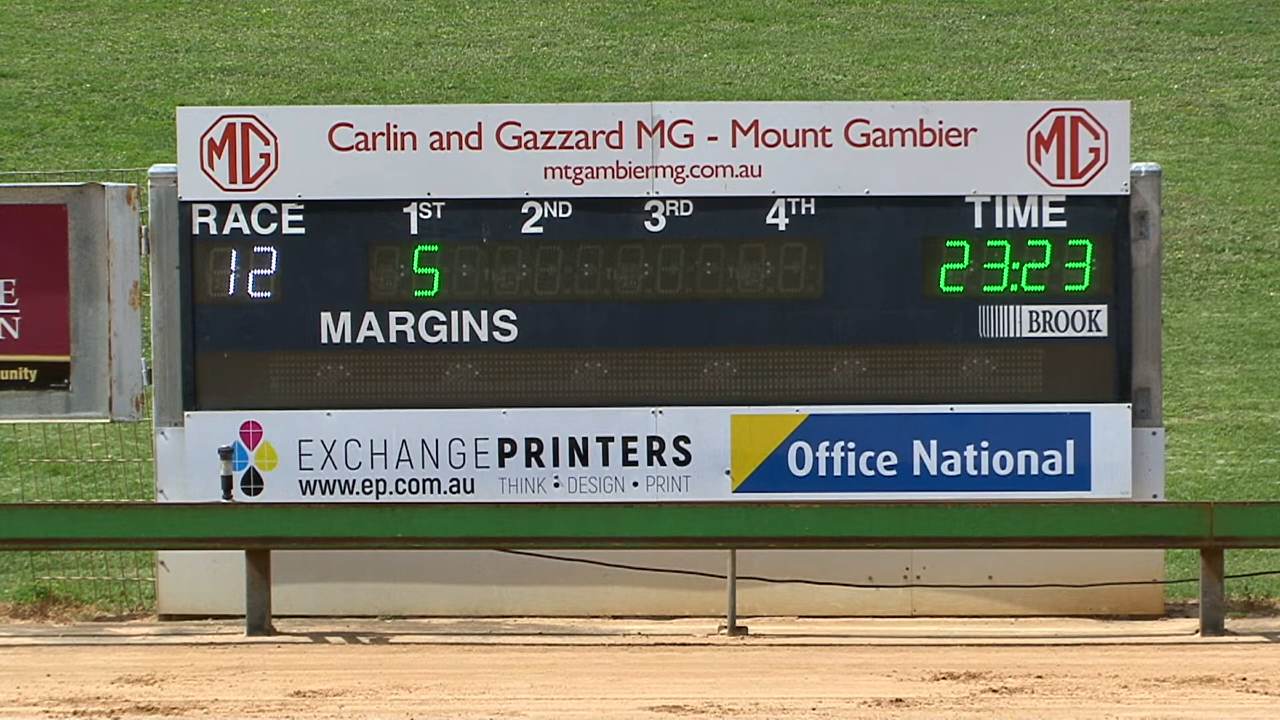 MG
Carlin and Gazzard MG - Mount Gambier
mtgambiermg.com.au
MG
RACE 1ST 2ND 3RD 4TH TIME
12 5 23:23
MARGINS
BROOK
E
N
unity
EXCHANGEPRINTERS
www.ep.com.au THINK • DESIGN • PRINT
Office National